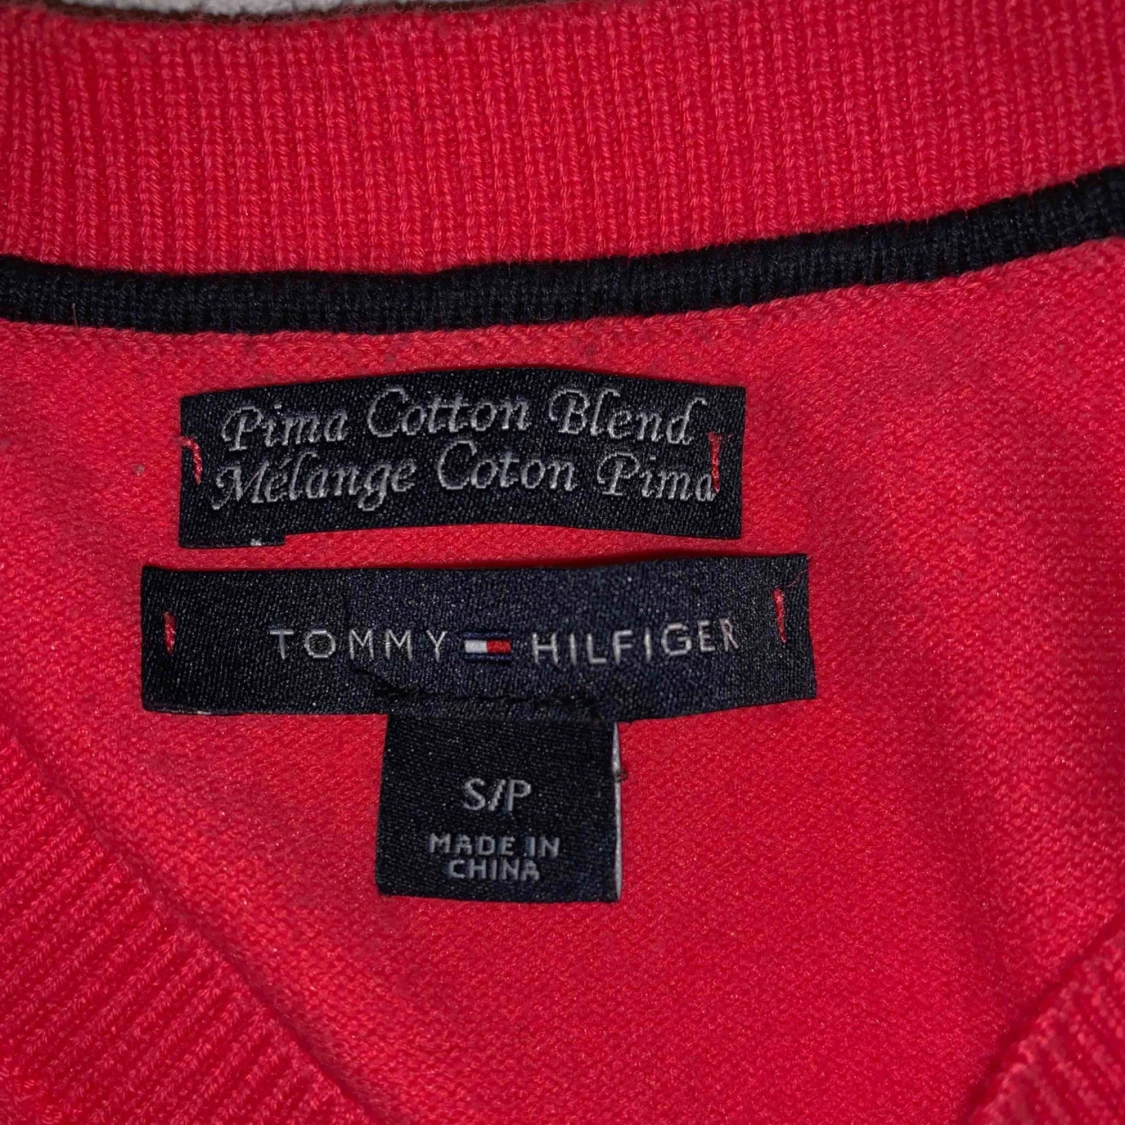 Pima Cotton Blend
Mélange Coton Pima
TOMMY HILFIGER
S/P
MADE IN
CHINA